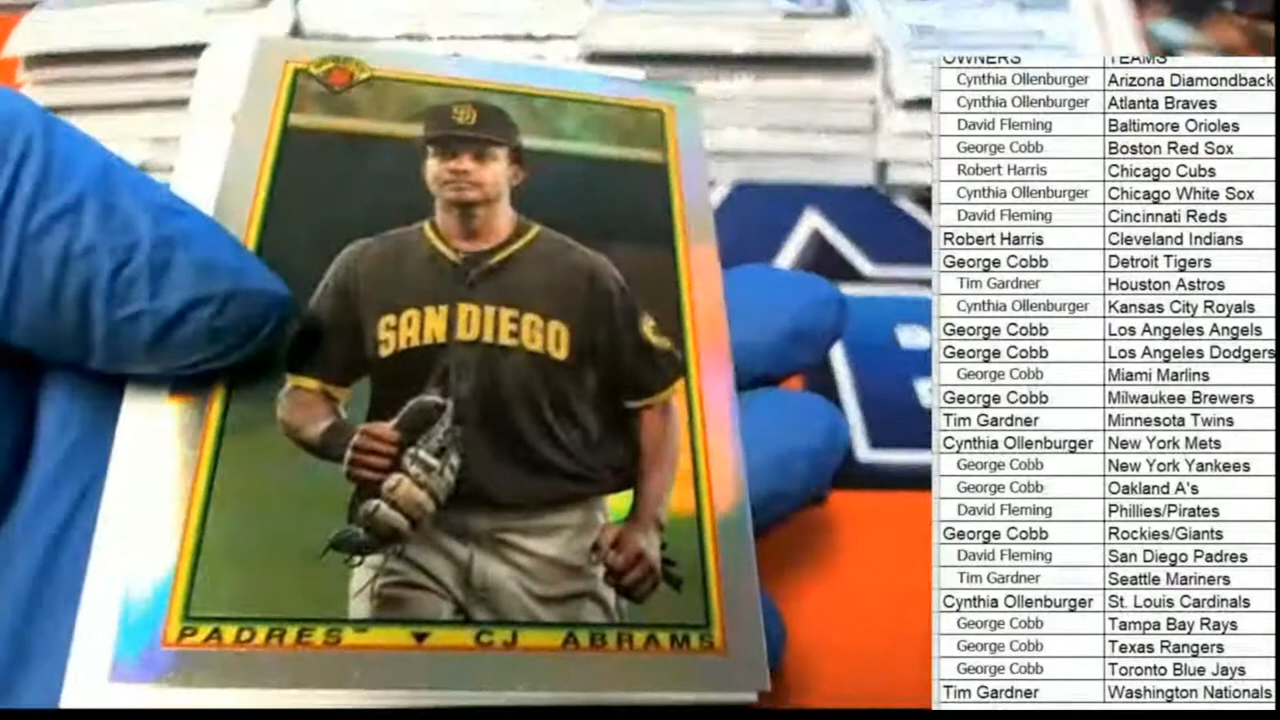 SD
SAN DIEGO
PADRES™ ▼ CJ ABRAMS
OWNERS TEAMS
Cynthia Ollenburger Arizona Diamondback
Cynthia Ollenburger Atlanta Braves
David Fleming Baltimore Orioles
George Cobb Boston Red Sox
Robert Harris Chicago Cubs
Cynthia Ollenburger Chicago White Sox
David Fleming Cincinnati Reds
Robert Harris Cleveland Indians
George Cobb Detroit Tigers
Tim Gardner Houston Astros
Cynthia Ollenburger Kansas City Royals
George Cobb Los Angeles Angels
George Cobb Los Angeles Dodgers
George Cobb Miami Marlins
George Cobb Milwaukee Brewers
Tim Gardner Minnesota Twins
Cynthia Ollenburger New York Mets
George Cobb New York Yankees
George Cobb Oakland A's
David Fleming Phillies/Pirates
George Cobb Rockies/Giants
David Fleming San Diego Padres
Tim Gardner Seattle Mariners
Cynthia Ollenburger St. Louis Cardinals
George Cobb Tampa Bay Rays
George Cobb Texas Rangers
George Cobb Toronto Blue Jays
Tim Gardner Washington Nationals